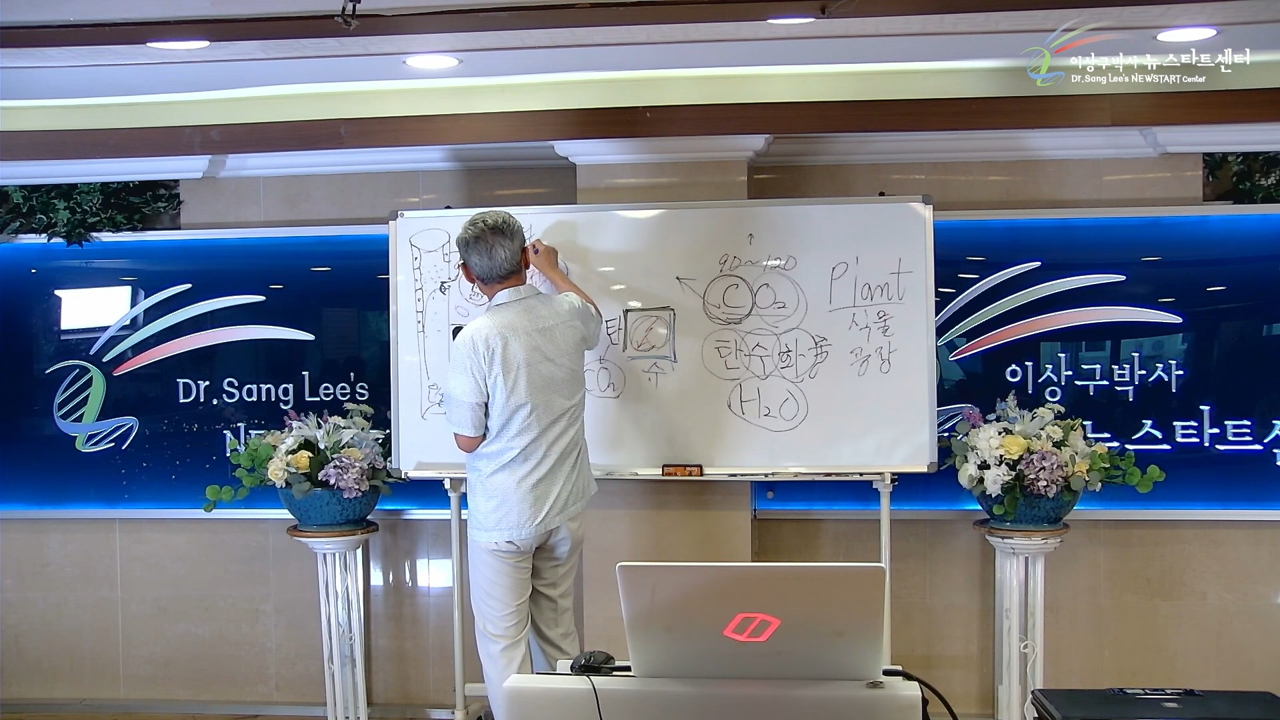 이상구박사 뉴스타트센터
Dr.Sang Lee's NEWSTART Center
Dr.Sang Lee's
이상구박사
뉴스타트센
90~120
CO₂
탄수화물
H₂O
Plant
식물
공장
탄
수
O₂